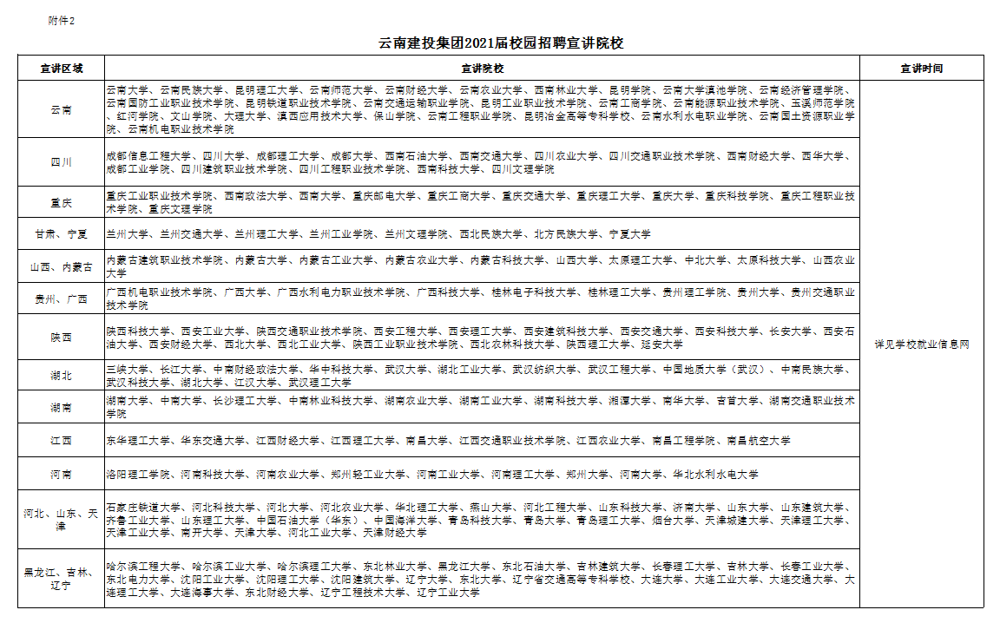 附件2
云南建投集团2021届校园招聘宣讲院校
宣讲区域
宣讲院校
宣讲时间
云南
云南大学、云南民族大学、昆明理工大学、云南师范大学、云南财经大学、云南农业大学、西南林业大学、昆明学院、云南大学滇池学院、云南经济管理学院、
云南国防工业职业技术学院、昆明铁道职业技术学院、云南交通运输职业学院、昆明工业职业技术学院、云南工商学院、云南能源职业技术学院、玉溪师范学院
、红河学院、文山学院、大理大学、滇西应用技术大学、保山学院、云南工程职业学院、昆明冶金高等专科学校、云南水利水电职业学院、云南国土资源职业学
院、云南机电职业技术学院
四川
成都信息工程大学、四川大学、成都理工大学、成都大学、西南石油大学、西南交通大学、四川农业大学、四川交通职业技术学院、西南财经大学、西华大学、
成都工业学院、四川建筑职业技术学院、四川工程职业技术学院、西南科技大学、四川文理学院
重庆
重庆工业职业技术学院、西南政法大学、西南大学、重庆邮电大学、重庆工商大学、重庆交通大学、重庆理工大学、重庆大学、重庆科技学院、重庆工程职业技
术学院、重庆文理学院
甘肃、宁夏
兰州大学、兰州交通大学、兰州理工大学、兰州工业学院、兰州文理学院、西北民族大学、北方民族大学、宁夏大学
山西、内蒙古
内蒙古建筑职业技术学院、内蒙古大学、内蒙古工业大学、内蒙古农业大学、内蒙古科技大学、山西大学、太原理工大学、中北大学、太原科技大学、山西农业
大学
贵州、广西
广西机电职业技术学院、广西大学、广西水利电力职业技术学院、广西科技大学、桂林电子科技大学、桂林理工大学、贵州理工学院、贵州大学、贵州交通职业
技术学院
陕西
陕西科技大学、西安工业大学、陕西交通职业技术学院、西安工程大学、西安理工大学、西安建筑科技大学、西安交通大学、西安科技大学、长安大学、西安石
油大学、西安财经大学、西北大学、西北工业大学、陕西工业职业技术学院、西北农林科技大学、陕西理工大学、延安大学
详见学校就业信息网
湖北
三峡大学、长江大学、中南财经政法大学、华中科技大学、武汉大学、湖北工业大学、武汉纺织大学、武汉工程大学、中国地质大学（武汉）、中南民族大学、
武汉科技大学、湖北大学、江汉大学、武汉理工大学
湖南
湖南大学、中南大学、长沙理工大学、中南林业科技大学、湖南农业大学、湖南工业大学、湖南科技大学、湘潭大学、南华大学、吉首大学、湖南交通职业技术
学院
江西
东华理工大学、华东交通大学、江西财经大学、江西理工大学、南昌大学、江西交通职业技术学院、江西农业大学、南昌工程学院、南昌航空大学
河南
洛阳理工学院、河南科技大学、河南农业大学、郑州轻工业大学、河南工业大学、河南理工大学、郑州大学、河南大学、华北水利水电大学
河北、山东、天
津
石家庄铁道大学、河北科技大学、河北大学、河北农业大学、华北理工大学、燕山大学、河北工程大学、山东科技大学、济南大学、山东大学、山东建筑大学、
齐鲁工业大学、山东理工大学、中国石油大学（华东）、中国海洋大学、青岛科技大学、青岛大学、青岛理工大学、烟台大学、天津城建大学、天津理工大学、
天津工业大学、南开大学、天津大学、河北工业大学、天津财经大学
黑龙江、吉林、
辽宁
哈尔滨工程大学、哈尔滨工业大学、哈尔滨理工大学、东北林业大学、黑龙江大学、东北石油大学、吉林建筑大学、长春理工大学、吉林大学、长春工业大学、
东北电力大学、沈阳工业大学、沈阳理工大学、沈阳建筑大学、辽宁大学、东北大学、辽宁省交通高等专科学校、大连大学、大连工业大学、大连交通大学、大
连理工大学、大连海事大学、东北财经大学、辽宁工程技术大学、辽宁工业大学